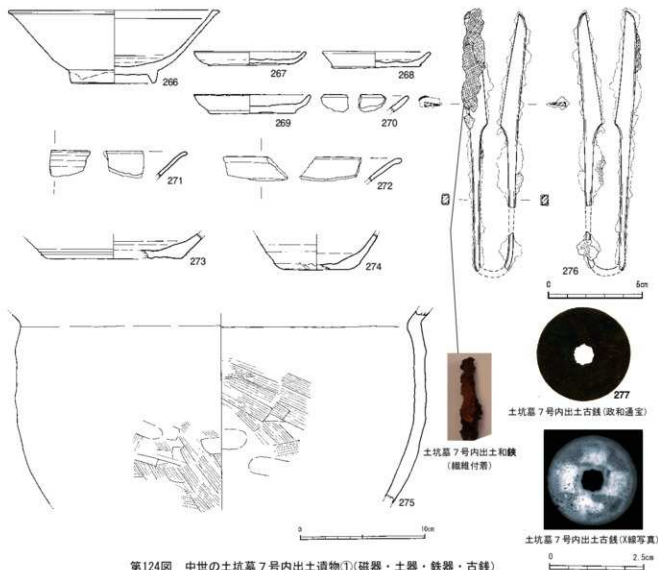 266
267
268
269
270
271
272
273
274
275
276
0 6cm
277
土坑墓7号内出土古銭(政和通宝)
土坑墓7号内出土和鋏
(繊維付着)
土坑墓7号内出土古銭(X線写真)
0 10cm
0 2.5cm
第124図 中世の土坑墓7号内出土遺物①(磁器・土器・鉄器・古銭)